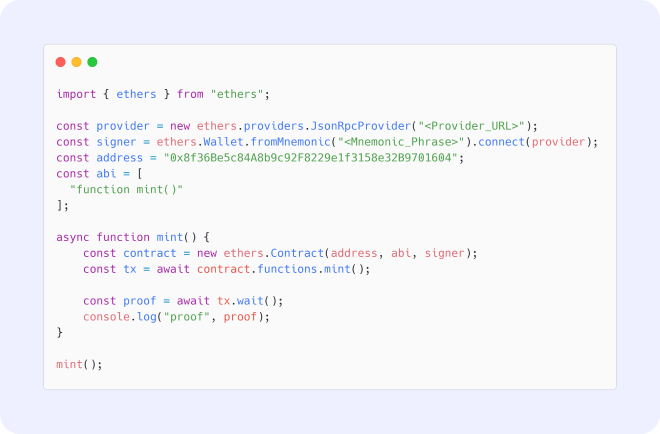 import { ethers } from "ethers";
const provider = new ethers.providers.JsonRpcProvider("<Provider_URL>");
const signer = ethers.Wallet.fromMnemonic("<Mnemonic_Phrase>").connect(provider);
const address = "0x8f36Be5c84A8b9c92F8229e1f3158e32B9701604";
const abi = [
  "function mint()"
];
async function mint() {
    const contract = new ethers.Contract(address, abi, signer);
    const tx = await contract.functions.mint();
    const proof = await tx.wait();
    console.log("proof", proof);
}
mint();